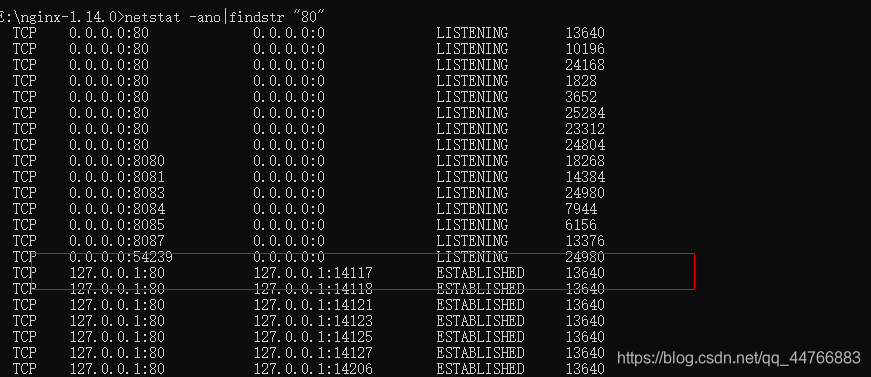 E:\nginx-1.14.0>netstat -ano|findstr "80"
TCP 0.0.0.0:80 0.0.0.0:0 LISTENING 13640
TCP 0.0.0.0:80 0.0.0.0:0 LISTENING 10196
TCP 0.0.0.0:80 0.0.0.0:0 LISTENING 24168
TCP 0.0.0.0:80 0.0.0.0:0 LISTENING 1828
TCP 0.0.0.0:80 0.0.0.0:0 LISTENING 3652
TCP 0.0.0.0:80 0.0.0.0:0 LISTENING 25284
TCP 0.0.0.0:80 0.0.0.0:0 LISTENING 23312
TCP 0.0.0.0:80 0.0.0.0:0 LISTENING 24804
TCP 0.0.0.0:8080 0.0.0.0:0 LISTENING 18268
TCP 0.0.0.0:8081 0.0.0.0:0 LISTENING 14384
TCP 0.0.0.0:8083 0.0.0.0:0 LISTENING 24980
TCP 0.0.0.0:8084 0.0.0.0:0 LISTENING 7944
TCP 0.0.0.0:8085 0.0.0.0:0 LISTENING 6156
TCP 0.0.0.0:8087 0.0.0.0:0 LISTENING 13376
TCP 0.0.0.0:54239 0.0.0.0:0 LISTENING 24980
TCP 127.0.0.1:80 127.0.0.1:14117 ESTABLISHED 13640
TCP 127.0.0.1:80 127.0.0.1:14118 ESTABLISHED 13640
TCP 127.0.0.1:80 127.0.0.1:14121 ESTABLISHED 13640
TCP 127.0.0.1:80 127.0.0.1:14123 ESTABLISHED 13640
TCP 127.0.0.1:80 127.0.0.1:14125 ESTABLISHED 13640
TCP 127.0.0.1:80 127.0.0.1:14127 ESTABLISHED 13640
TCP 127.0.0.1:80 127.0.0.1:14206 ESTABLISHED 13640
https://blog.csdn.net/qq_44766883